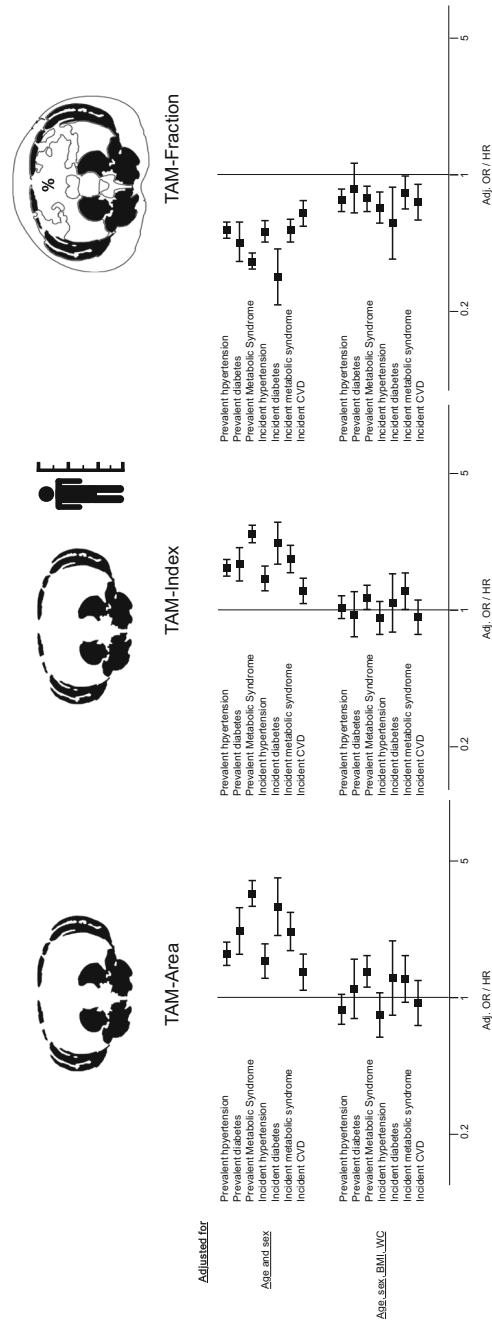 %
TAM-Area
TAM-Index
TAM-Fraction
Adjusted for
Age and sex
Prevalent hpyertension
Prevalent diabetes
Prevalent Metabolic Syndrome
Incident hypertension
Incident diabetes
Incident metabolic syndrome
Incident CVD
Prevalent hpyertension
Prevalent diabetes
Prevalent Metabolic Syndrome
Incident hypertension
Incident diabetes
Incident metabolic syndrome
Incident CVD
Prevalent hpyertension
Prevalent diabetes
Prevalent Metabolic Syndrome
Incident hypertension
Incident diabetes
Incident metabolic syndrome
Incident CVD
Age, sex, BMI, WC
Prevalent hpyertension
Prevalent diabetes
Prevalent Metabolic Syndrome
Incident hypertension
Incident diabetes
Incident metabolic syndrome
Incident CVD
Prevalent hpyertension
Prevalent diabetes
Prevalent Metabolic Syndrome
Incident hypertension
Incident diabetes
Incident metabolic syndrome
Incident CVD
Prevalent hpyertension
Prevalent diabetes
Prevalent Metabolic Syndrome
Incident hypertension
Incident diabetes
Incident metabolic syndrome
Incident CVD
0.2 1 5
0.2 1 5
0.2 1 5
Adj. OR / HR
Adj. OR / HR
Adj. OR / HR